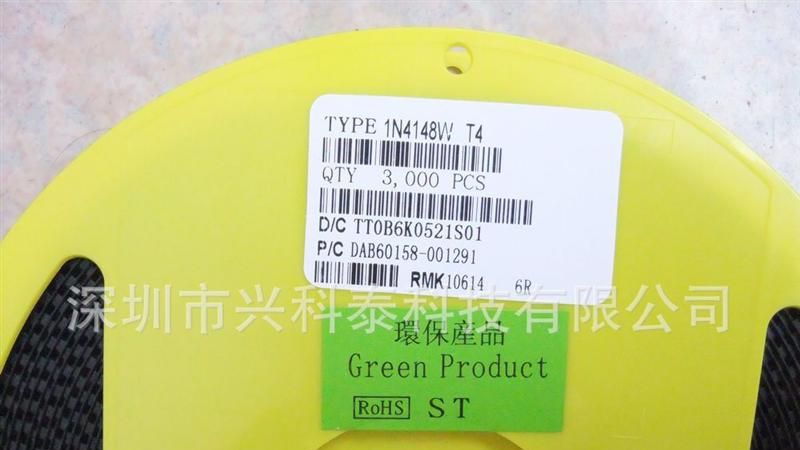 TYPE 1N4148W T4
QTY 3,000 PCS
D/C TT0B6K0521S01
P/C DAB60158-001291
RMK10614 6R
深圳市兴科泰科技有限公司
環保産品
Green Product
RoHS ST